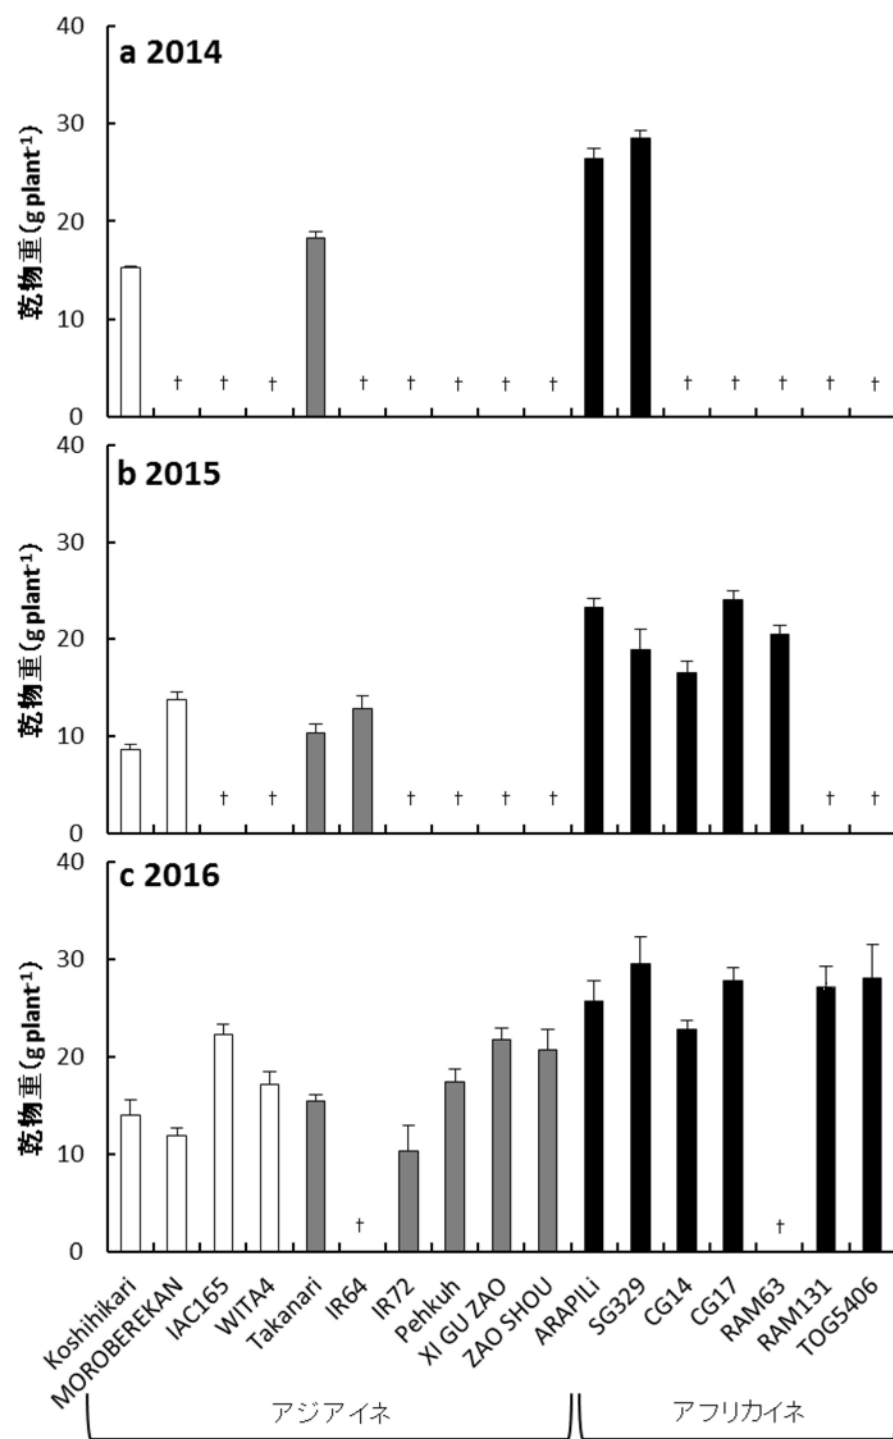 40
a 2014
30
20
10
0
乾物重(g plant-1)
† † † † † † † † † † † † †
40
b 2015
30
20
10
0
乾物重(g plant-1)
† † † † † † † †
40
c 2016
30
20
10
0
乾物重(g plant-1)
† †
Koshihikari
MOROBEREKAN
IAC165
WITA4
Takanari
IR64
IR72
Pehkuh
XI GU ZAO
ZAO SHOU
ARAPILi
SG329
CG14
CG17
RAM63
RAM131
TOG5406
アジアイネ アフリカイネ